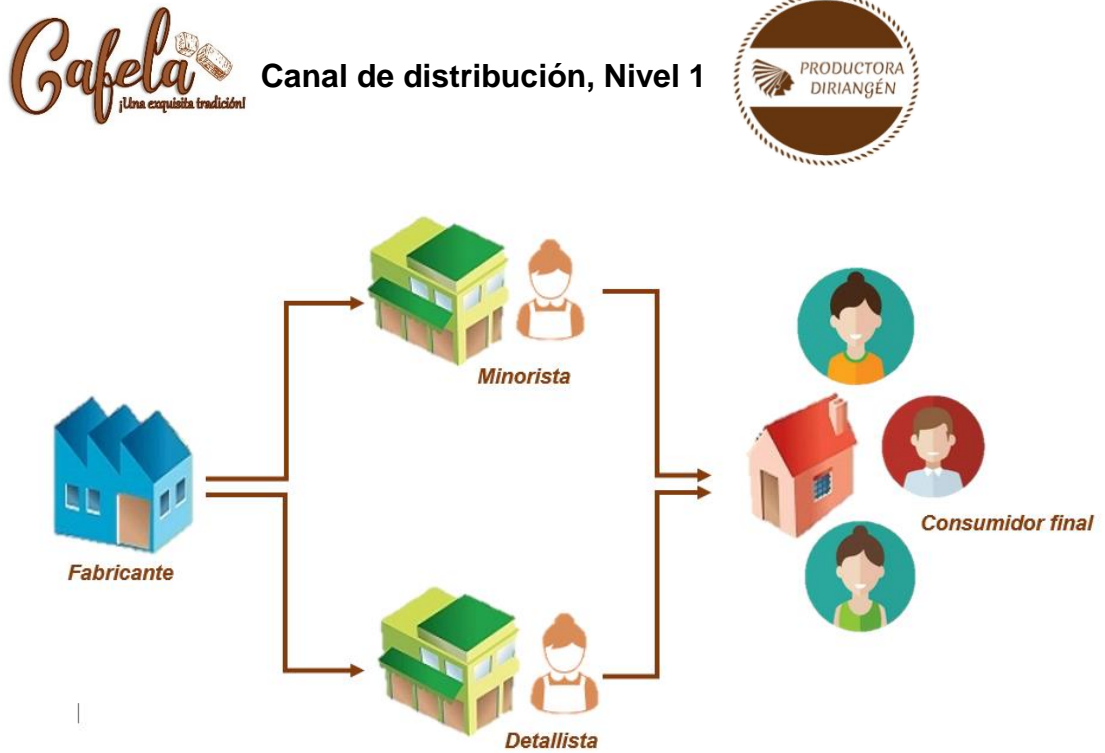 Cafela
¡Una exquisita tradición!
Canal de distribución, Nivel 1
PRODUCTORA
DIRIANGÉN
Minorista
Fabricante
Consumidor final
Detallista